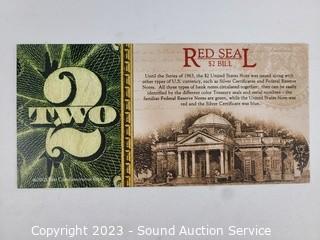 RED SEAL
$2 BILL
Until the Series of 1963, the $2 United States Note was issued along with
other types of U.S. currency, such as Silver Certificates and Federal Reserve
Notes. All three types of bank notes circulated together; they can be easily
identified by the different color Treasury seals and serial numbers - the
familiar Federal Reserve Notes are green, while the United States Note was
red and the Silver Certificate was blue.
2
TWO
Copyright 2023 - Sound Auction Service